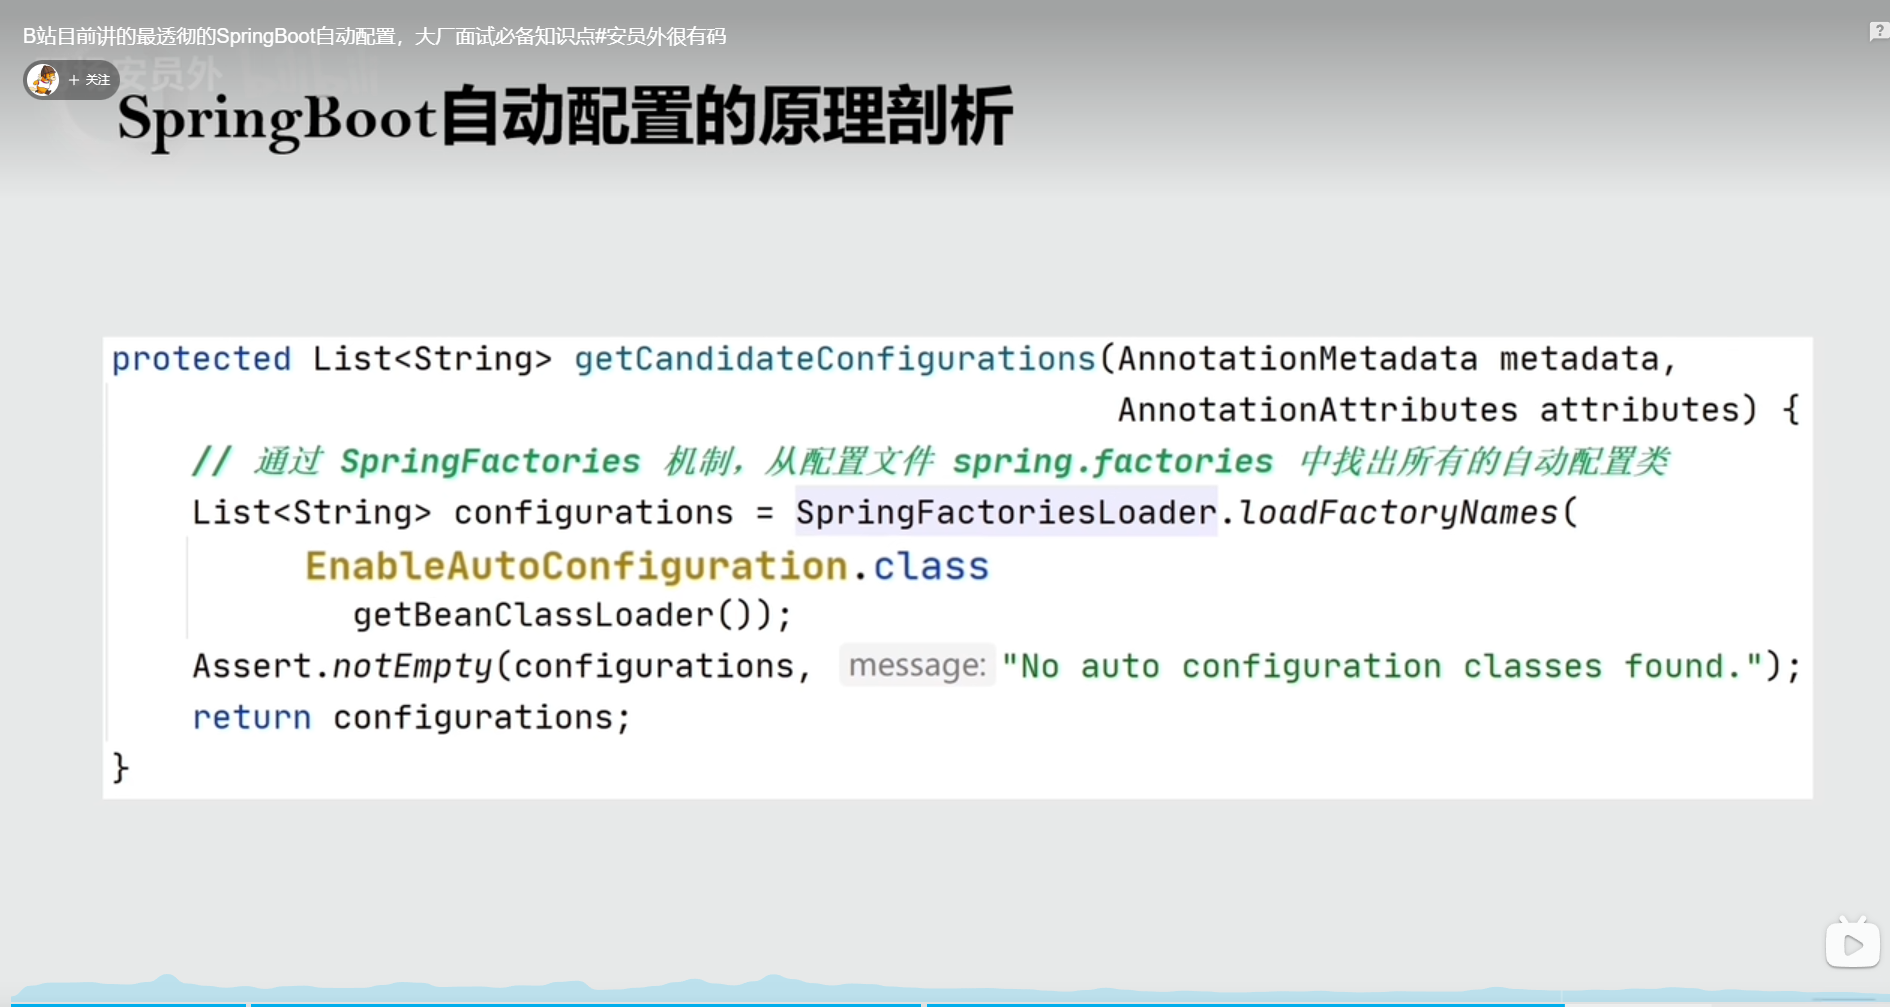 B站目前讲的最透彻的SpringBoot自动配置，大厂面试必备知识点#安员外很有码
+ 关注
安员外
SpringBoot自动配置的原理剖析
protected List<String> getCandidateConfigurations(AnnotationMetadata metadata,
AnnotationAttributes attributes) {
// 通过 SpringFactories 机制，从配置文件 spring.factories 中找出所有的自动配置类
List<String> configurations = SpringFactoriesLoader.loadFactoryNames(
EnableAutoConfiguration.class
getBeanClassLoader());
Assert.notEmpty(configurations, message: "No auto configuration classes found.");
return configurations;
}